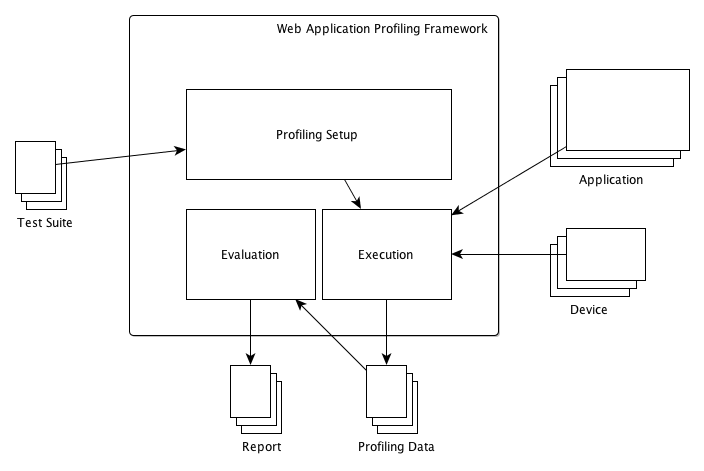 Web Application Profiling Framework
Profiling Setup
Application
Test Suite
Evaluation
Execution
Device
Report
Profiling Data